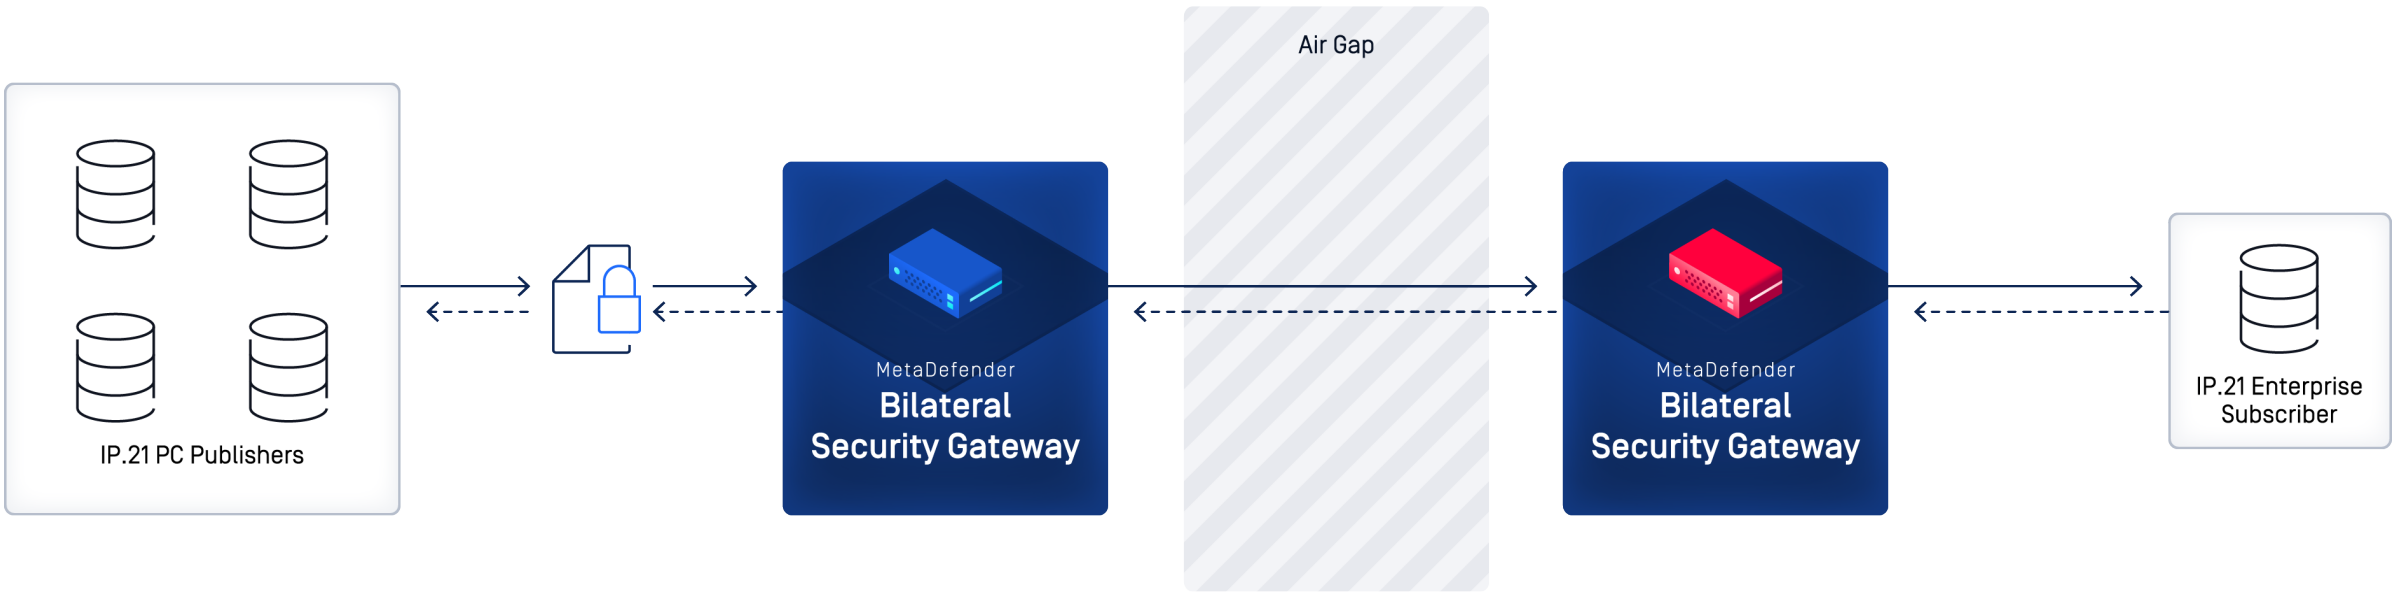 Air Gap
IP.21 PC Publishers
MetaDefender
Bilateral
Security Gateway
MetaDefender
Bilateral
Security Gateway
IP.21 Enterprise
Subscriber